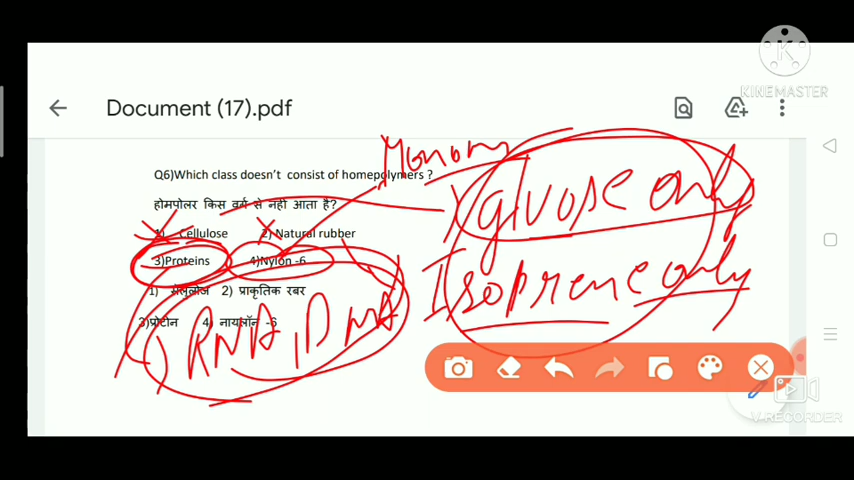 KINEMASTER
Document (17).pdf
Monom
Q6)Which class doesn't consist of homepolymers ?
glucose only
होमपोलर किस वर्ग से नही आता है?
1) Cellulose 2) Natural rubber
3)Proteins 4)Nylon -6
Isoprene only
1) सेलूलोज 2) प्राकृतिक रबर
3)प्रोटीन 4) नायलॉन -6
RNA, DNA
V RECORDER